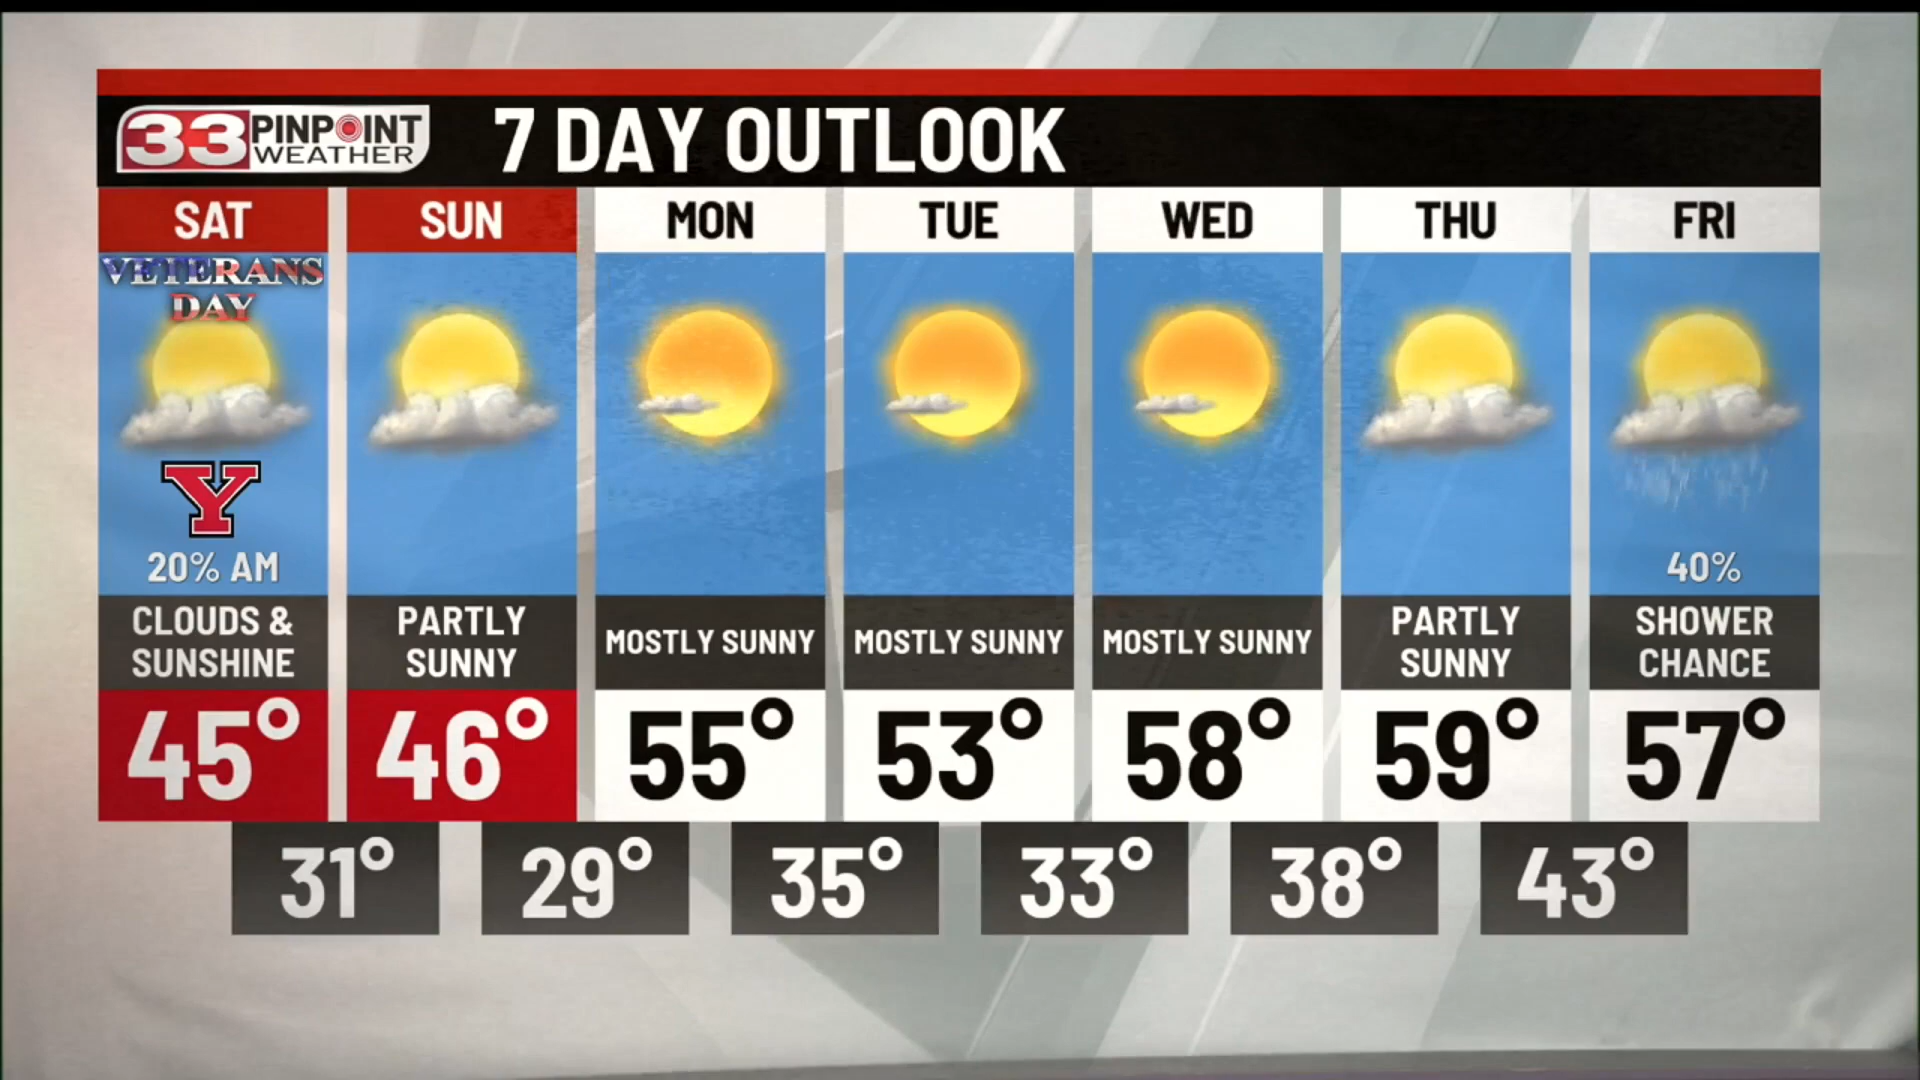 33 PINPOINT WEATHER
7 DAY OUTLOOK
SAT SUN MON TUE WED THU FRI
VETERANS
DAY
Y
20% AM 40%
CLOUDS & SUNSHINE
PARTLY SUNNY
MOSTLY SUNNY
MOSTLY SUNNY
MOSTLY SUNNY
PARTLY SUNNY
SHOWER CHANCE
45° 46° 55° 53° 58° 59° 57°
31° 29° 35° 33° 38° 43°